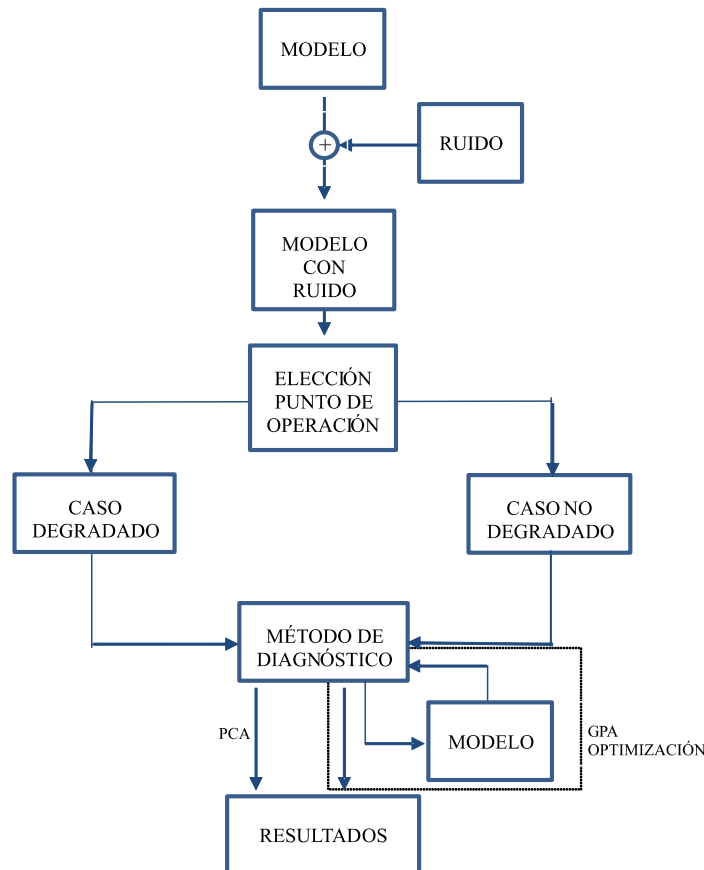 MODELO
+
RUIDO
MODELO
CON
RUIDO
ELECCIÓN
PUNTO DE
OPERACIÓN
CASO
DEGRADADO
CASO NO
DEGRADADO
MÉTODO DE
DIAGNÓSTICO
PCA
MODELO
GPA
OPTIMIZACIÓN
RESULTADOS